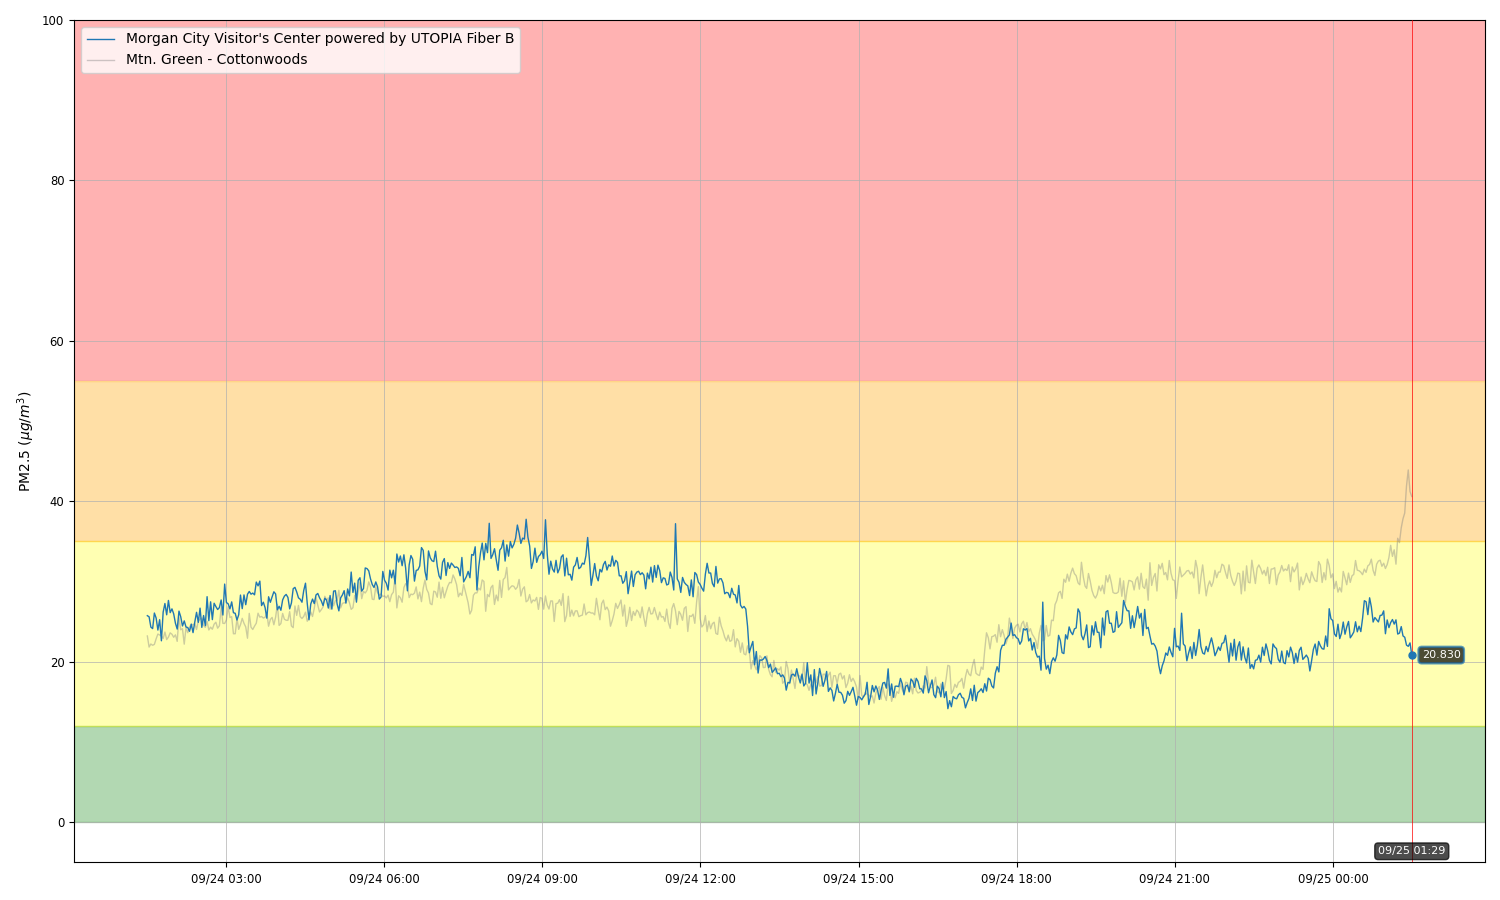 100
80
60
40
20
0
PM2.5 (μg/m³)
Morgan City Visitor's Center powered by UTOPIA Fiber B
Mtn. Green - Cottonwoods
20.830
09/25 01:29
09/24 03:00 09/24 06:00 09/24 09:00 09/24 12:00 09/24 15:00 09/24 18:00 09/24 21:00 09/25 00:00